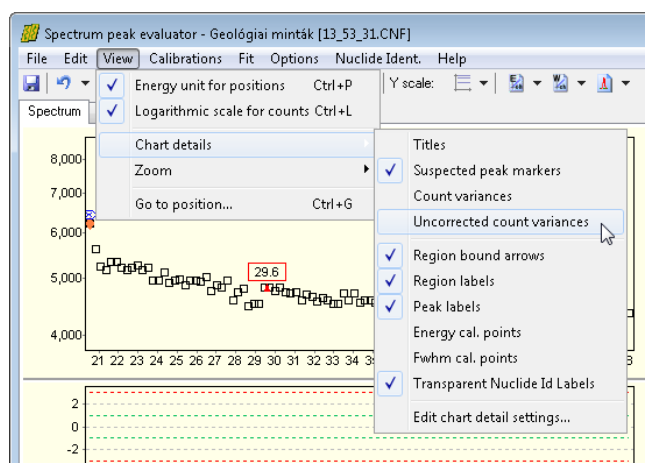 Spectrum peak evaluator - Geológiai minták [13_53_31.CNF]
File Edit View Calibrations Fit Options Nuclide Ident. Help
Energy unit for positions Ctrl+P
Y scale:
Logarithmic scale for counts Ctrl+L
Spectrum
Chart details
Zoom
Go to position... Ctrl+G
Titles
Suspected peak markers
Count variances
Uncorrected count variances
Region bound arrows
Region labels
Peak labels
Energy cal. points
Fwhm cal. points
Transparent Nuclide Id Labels
Edit chart detail settings...
8,000
7,000
6,000
5,000
4,000
29.6
21 22 23 24 25 26 27 28 29 30 31 32 33 34
2
0
-2